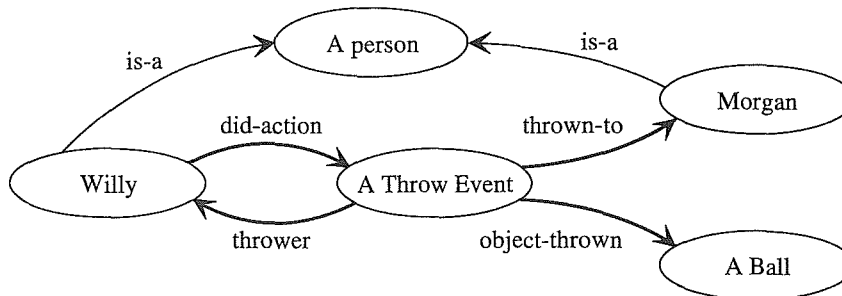 A person
is-a
is-a
Morgan
did-action
thrown-to
Willy
A Throw Event
thrower
object-thrown
A Ball